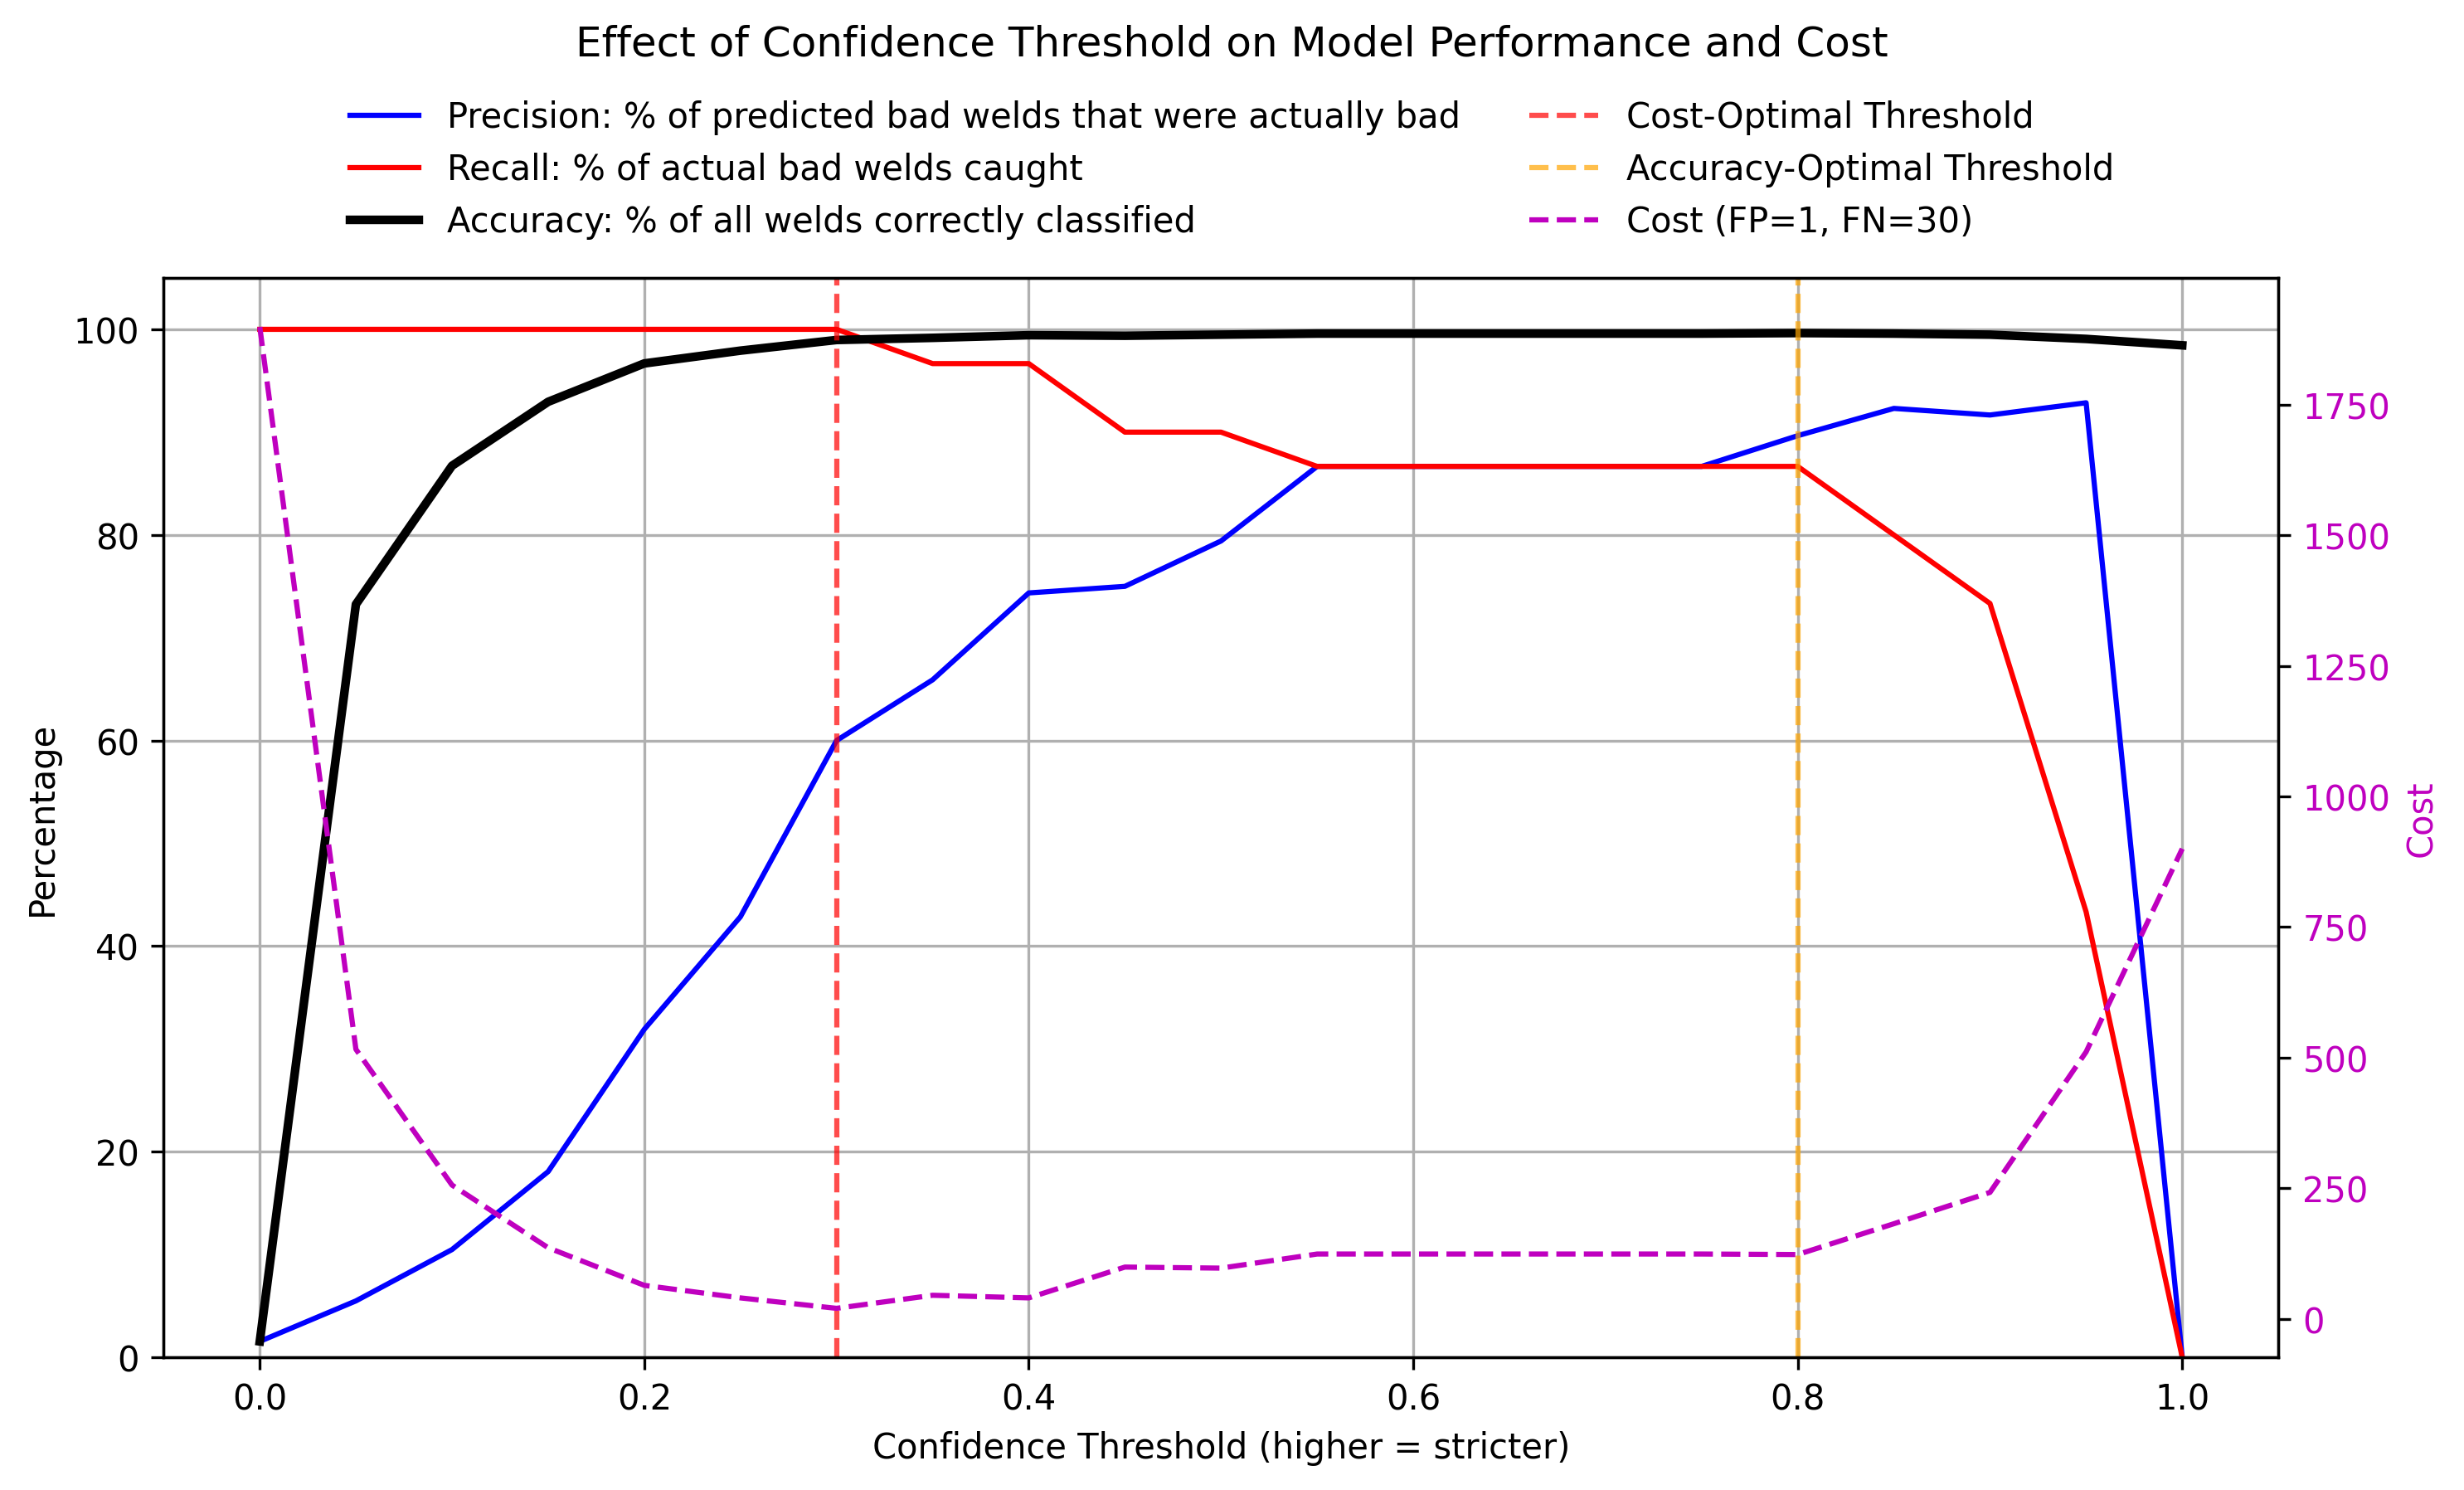 Effect of Confidence Threshold on Model Performance and Cost
Precision: % of predicted bad welds that were actually bad
Recall: % of actual bad welds caught
Accuracy: % of all welds correctly classified
Cost-Optimal Threshold
Accuracy-Optimal Threshold
Cost (FP=1, FN=30)
Percentage
100
80
60
40
20
0
1750
1500
1250
1000
750
500
250
0
Cost
0.0
0.2
0.4
0.6
0.8
1.0
Confidence Threshold (higher = stricter)